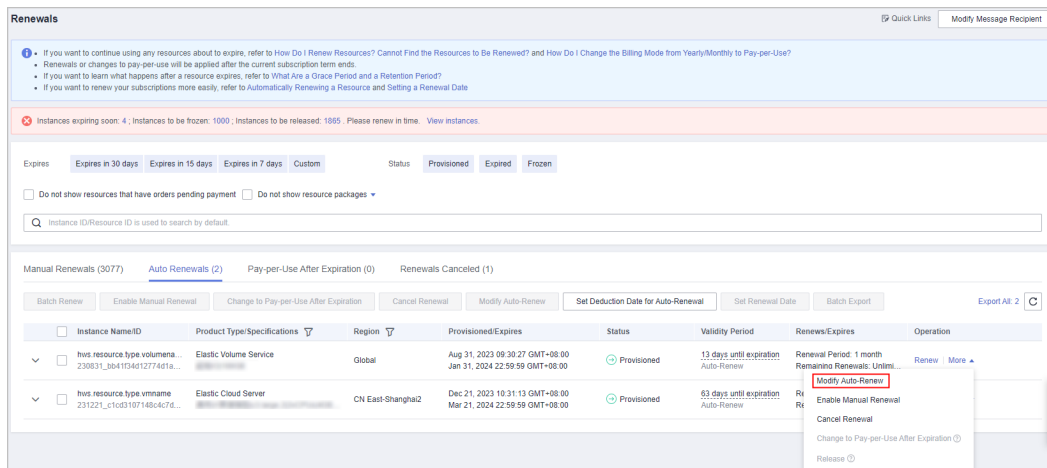 Renewals
Quick Links
Modify Message Recipient
• If you want to continue using any resources about to expire, refer to How Do I Renew Resources? Cannot Find the Resources to Be Renewed? and How Do I Change the Billing Mode from Yearly/Monthly to Pay-per-Use?
• Renewals or changes to pay-per-use will be applied after the current subscription term ends.
• If you want to learn what happens after a resource expires, refer to What Are a Grace Period and a Retention Period?
• If you want to renew your subscriptions more easily, refer to Automatically Renewing a Resource and Setting a Renewal Date
Instances expiring soon: 4 ; Instances to be frozen: 1000 ; Instances to be released: 1865 . Please renew in time. View instances.
Expires Expires in 30 days Expires in 15 days Expires in 7 days Custom Status Provisioned Expired Frozen
Do not show resources that have orders pending payment Do not show resource packages
Instance ID/Resource ID is used to search by default.
Manual Renewals (3077) Auto Renewals (2) Pay-per-Use After Expiration (0) Renewals Canceled (1)
Batch Renew Enable Manual Renewal Change to Pay-per-Use After Expiration Cancel Renewal Modify Auto-Renew Set Deduction Date for Auto-Renewal Set Renewal Date Batch Export Export All: 2
Instance Name/ID Product Type/Specifications Region Provisioned/Expires Status Validity Period Renews/Expires Operation
hws.resource.type.volumena... Elastic Volume Service Aug 31, 2023 09:30:27 GMT+08:00 13 days until expiration Renewal Period: 1 month
Global Provisioned Renew More
230831_bb41f34d12774d1a... Jan 31, 2024 22:59:59 GMT+08:00 Auto-Renew Remaining Renewals: Unlimi...
Modify Auto-Renew
hws.resource.type.vmname Elastic Cloud Server Dec 21, 2023 10:31:13 GMT+08:00 63 days until expiration Re
CN East-Shanghai2 Provisioned Enable Manual Renewal
231221_c1cd3107148c4c7d... Mar 21, 2024 22:59:59 GMT+08:00 Auto-Renew Re
Cancel Renewal
Change to Pay-per-Use After Expiration
Release